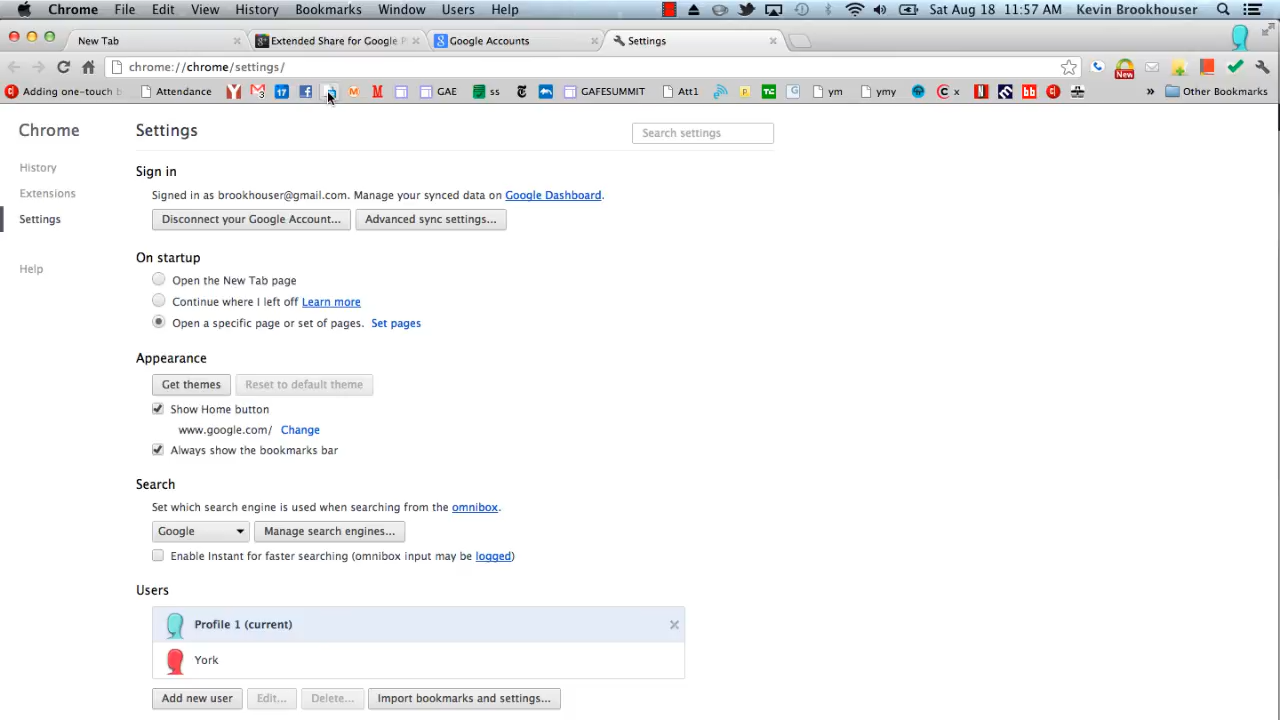 Chrome File Edit View History Bookmarks Window Users Help Sat Aug 18 11:57 AM Kevin Brookhouser
New Tab Extended Share for Google P Google Accounts Settings
chrome://chrome/settings/ New
Adding one-touch b Attendance GAE ss GAFESUMMIT Att1 ym ymy x » Other Bookmarks
Chrome
History
Extensions
Settings
Help
Settings Search settings
Sign in
Signed in as brookhouser@gmail.com. Manage your synced data on Google Dashboard.
Disconnect your Google Account... Advanced sync settings...
On startup
Open the New Tab page
Continue where I left off Learn more
Open a specific page or set of pages. Set pages
Appearance
Get themes Reset to default theme
Show Home button
www.google.com/ Change
Always show the bookmarks bar
Search
Set which search engine is used when searching from the omnibox.
Google Manage search engines...
Enable Instant for faster searching (omnibox input may be logged)
Users
Profile 1 (current)
York
Add new user Edit... Delete... Import bookmarks and settings...